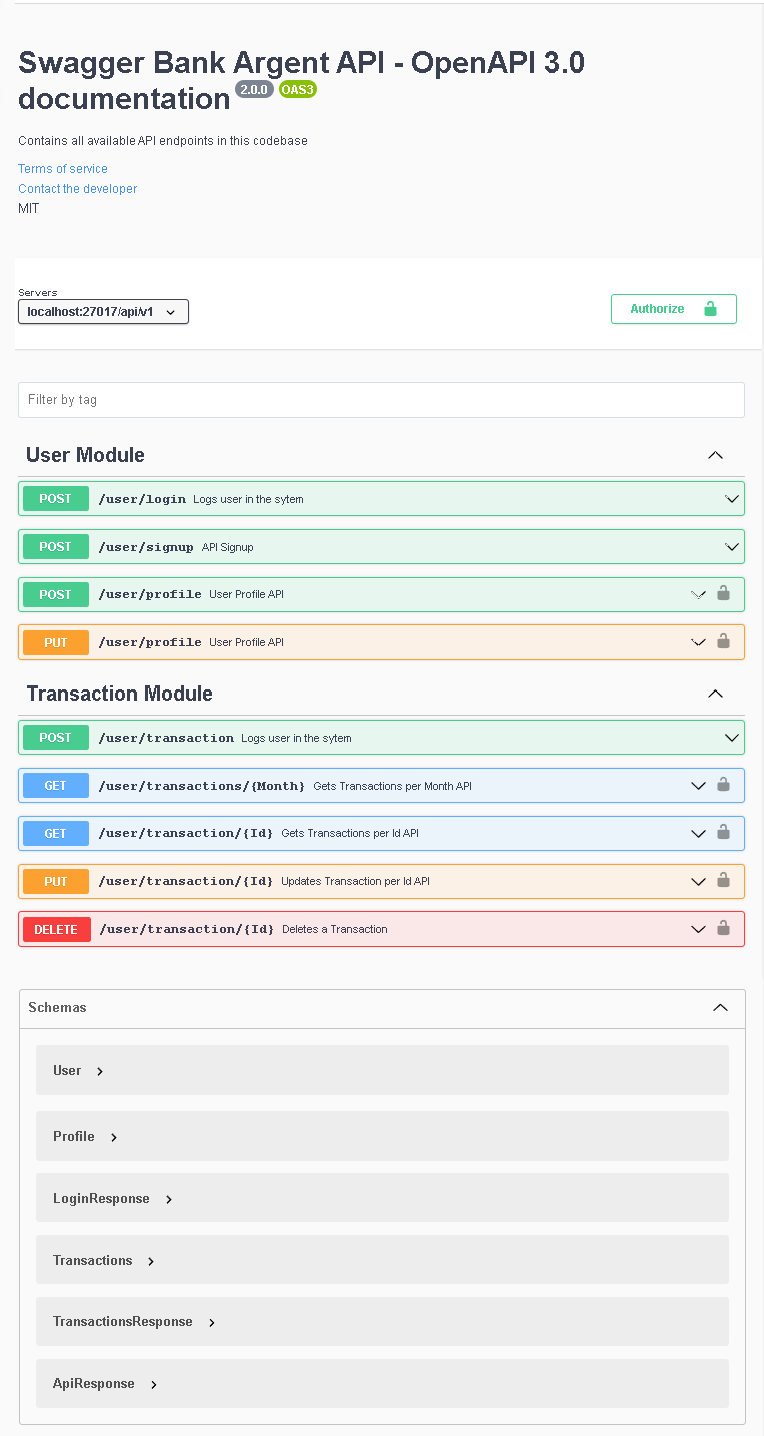 Swagger Bank Argent API - OpenAPI 3.0
documentation 2.0.0 OAS3
Contains all available API endpoints in this codebase
Terms of service
Contact the developer
MIT
Servers
localhost:27017/api/v1
Authorize
Filter by tag
User Module
POST /user/login Logs user in the sytem
POST /user/signup API Signup
POST /user/profile User Profile API
PUT /user/profile User Profile API
Transaction Module
POST /user/transaction Logs user in the sytem
GET /user/transactions/{Month} Gets Transactions per Month API
GET /user/transaction/{Id} Gets Transactions per Id API
PUT /user/transaction/{Id} Updates Transaction per Id API
DELETE /user/transaction/{Id} Deletes a Transaction
Schemas
User
Profile
LoginResponse
Transactions
TransactionsResponse
ApiResponse